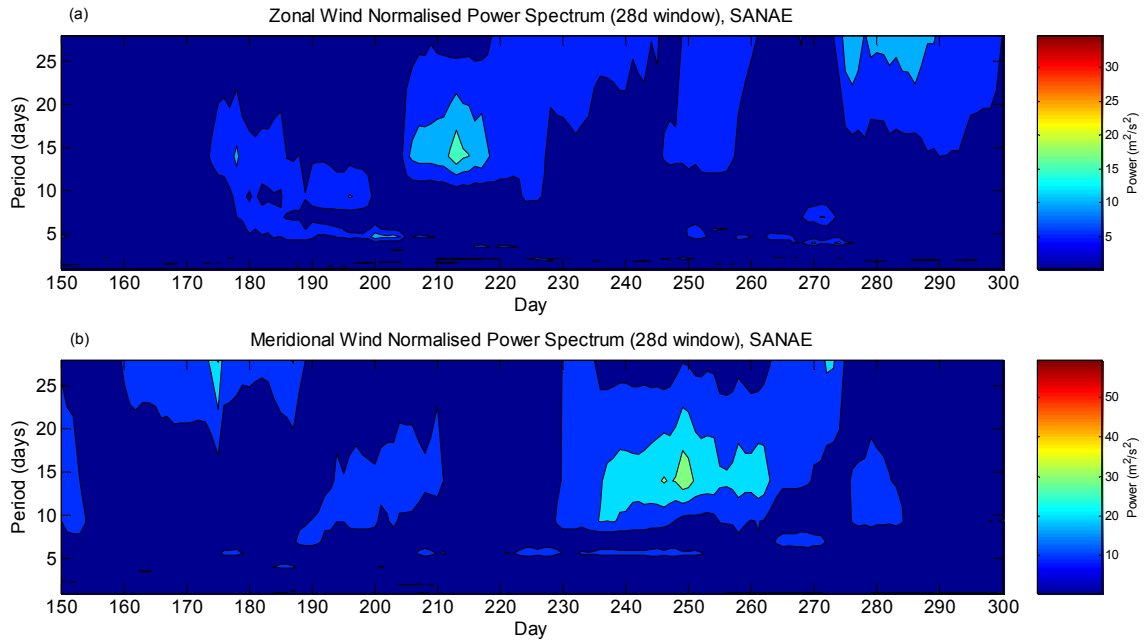 (a)
Zonal Wind Normalised Power Spectrum (28d window), SANAE
25
20
15
10
5
Period (days)
150 160 170 180 190 200 210 220 230 240 250 260 270 280 290 300
Day
30
25
20
15
10
5
Power (m²/s²)
(b)
Meridional Wind Normalised Power Spectrum (28d window), SANAE
25
20
15
10
5
Period (days)
150 160 170 180 190 200 210 220 230 240 250 260 270 280 290 300
Day
50
40
30
20
10
Power (m²/s²)